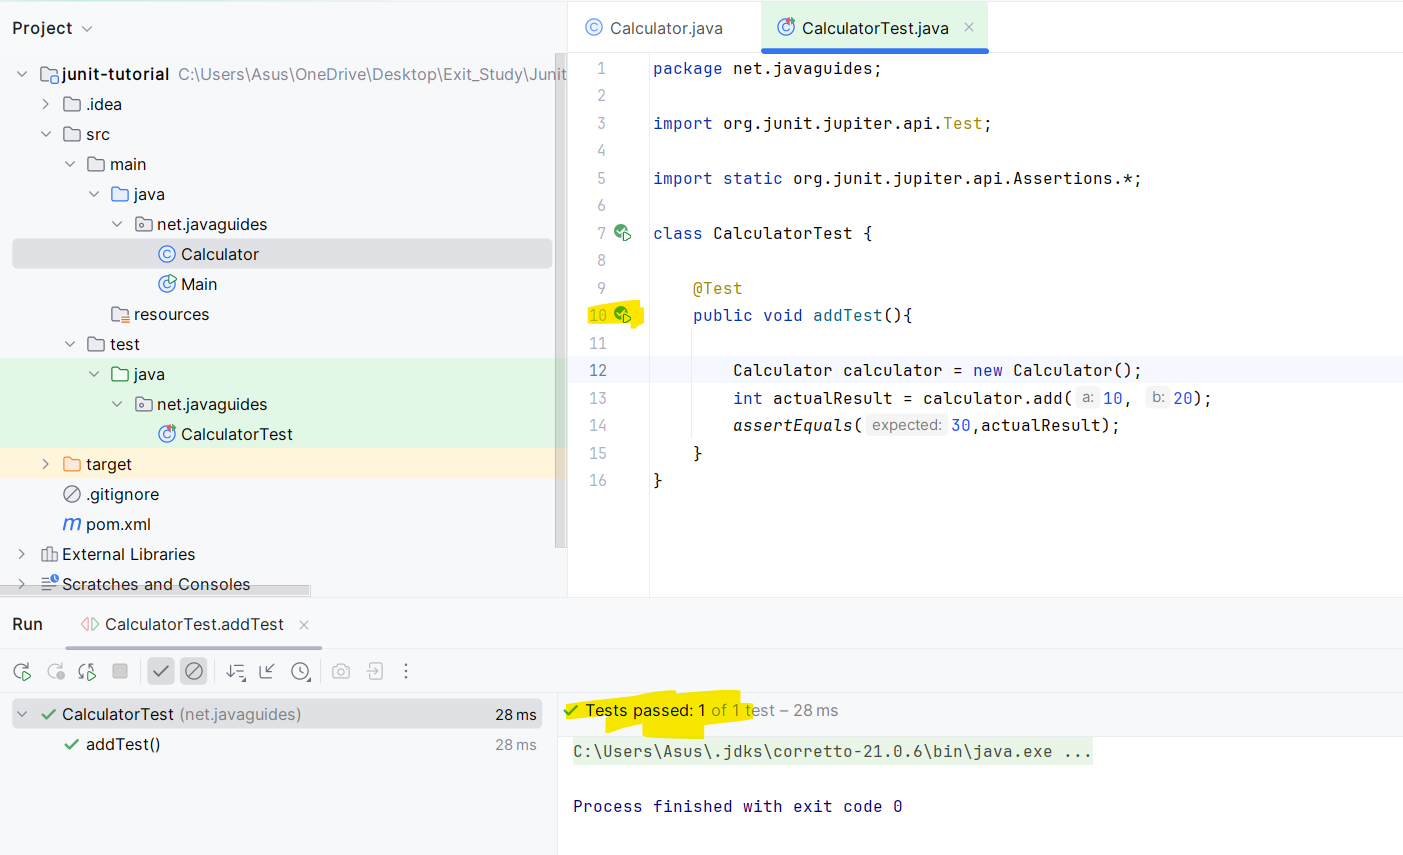 Project
junit-tutorial C:\Users\Asus\OneDrive\Desktop\Exit_Study\Junit
.idea
src
main
java
net.javaguides
Calculator
Main
resources
test
java
net.javaguides
CalculatorTest
target
.gitignore
pom.xml
External Libraries
Scratches and Consoles
Calculator.java
CalculatorTest.java
1 package net.javaguides;
2
3 import org.junit.jupiter.api.Test;
4
5 import static org.junit.jupiter.api.Assertions.*;
6
7 class CalculatorTest {
8
9 @Test
10 public void addTest(){
11
12 Calculator calculator = new Calculator();
13 int actualResult = calculator.add( a: 10, b: 20);
14 assertEquals( expected: 30,actualResult);
15 }
16 }
Run CalculatorTest.addTest
CalculatorTest (net.javaguides) 28 ms
addTest() 28 ms
Tests passed: 1 of 1 test – 28 ms
C:\Users\Asus\.jdks\corretto-21.0.6\bin\java.exe ...
Process finished with exit code 0